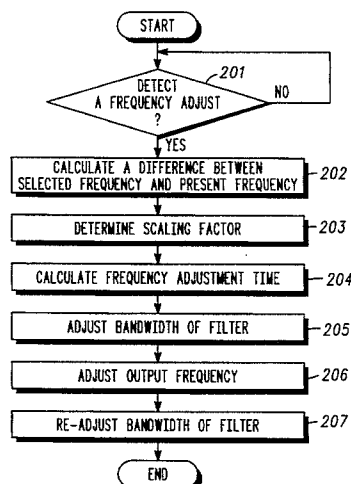 START
201
DETECT
A FREQUENCY ADJUST
?
NO
YES
CALCULATE A DIFFERENCE BETWEEN
SELECTED FREQUENCY AND PRESENT FREQUENCY
202
DETERMINE SCALING FACTOR
203
CALCULATE FREQUENCY ADJUSTMENT TIME
204
ADJUST BANDWIDTH OF FILTER
205
ADJUST OUTPUT FREQUENCY
206
RE-ADJUST BANDWIDTH OF FILTER
207
END